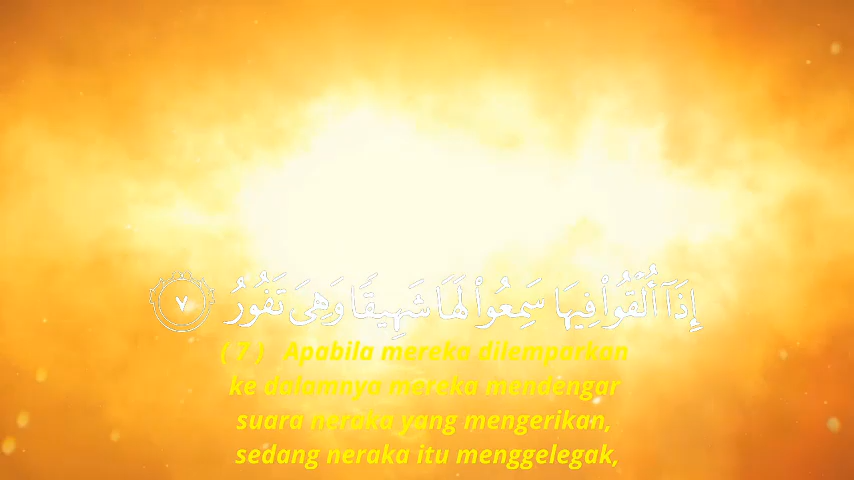 إِذَآ أُلْقُوا۟ فِيهَا سَمِعُوا۟ لَهَا شَهِيقًا وَهِىَ تَفُورُ ٧
( 7 ) Apabila mereka dilemparkan
ke dalamnya mereka mendengar
suara neraka yang mengerikan,
sedang neraka itu menggelegak,